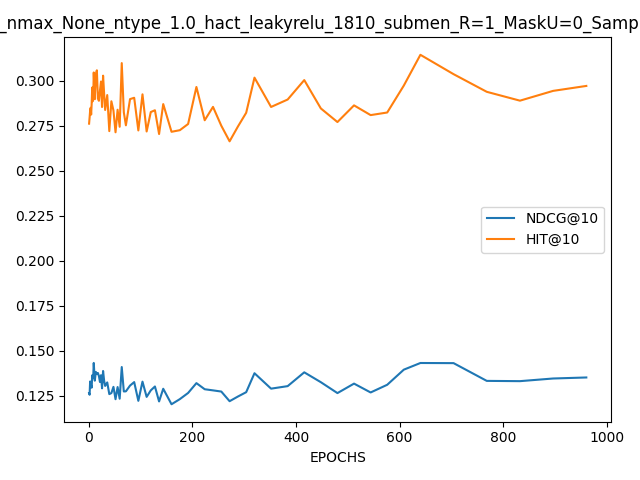 _nmax_None_ntype_1.0_hact_leakyrelu_1810_submen_R=1_MaskU=0_Samp
0.300
0.275
0.250
0.225
0.200
0.175
0.150
0.125
NDCG@10
HIT@10
0 200 400 600 800 1000
EPOCHS